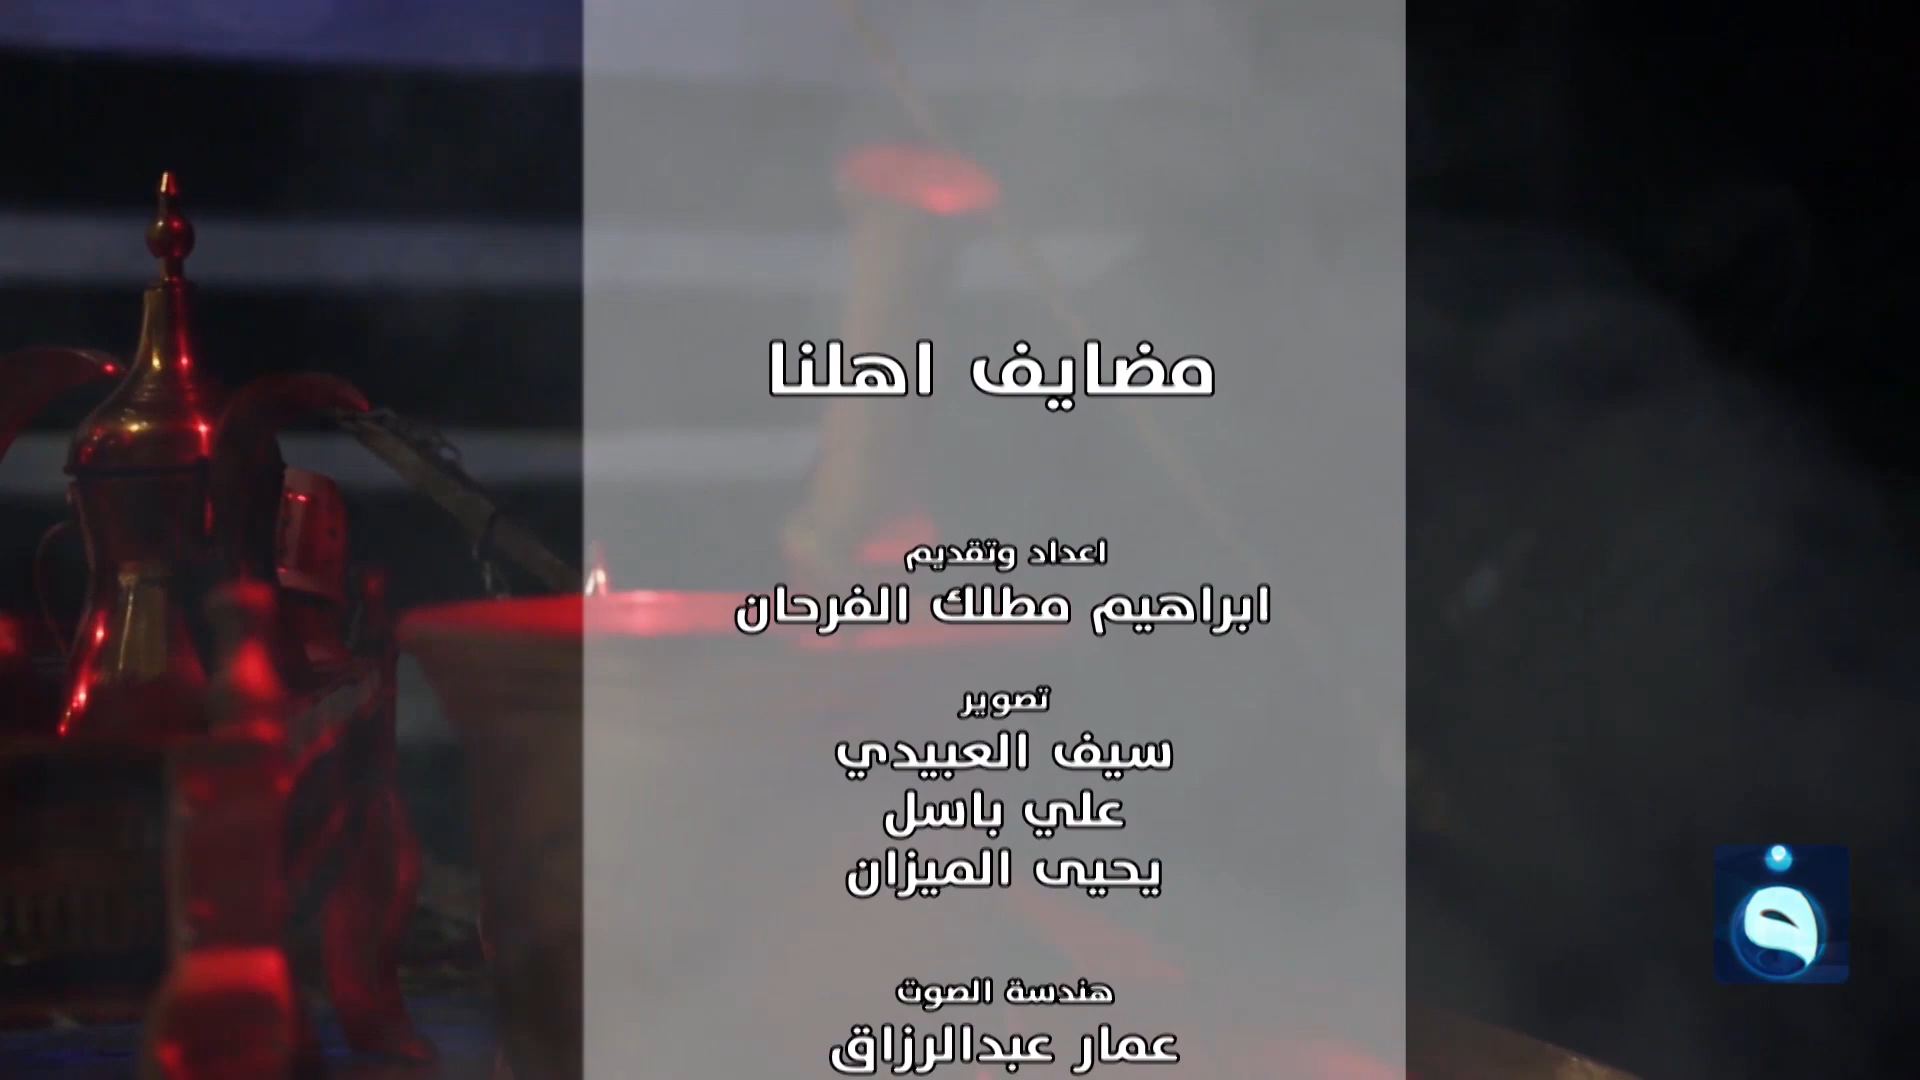 مضايف اهلنا
اعداد وتقديم
ابراهيم مطلك الفرحان
تصوير
سيف العبيدي
علي باسل
يحيى الميزان
هندسة الصوت
عمار عبدالرزاق